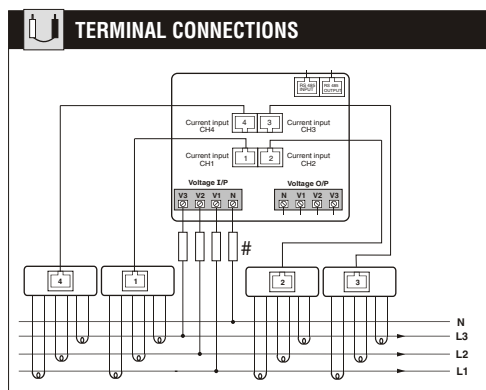 TERMINAL CONNECTIONS
RS 485 INPUT
RS 485 OUTPUT
Current input CH4
4
3
Current input CH3
Current input CH1
1
2
Current input CH2
Voltage I/P
Voltage O/P
V3 V2 V1 N
N V1 V2 V3
#
4
1
2
3
N
L3
L2
L1